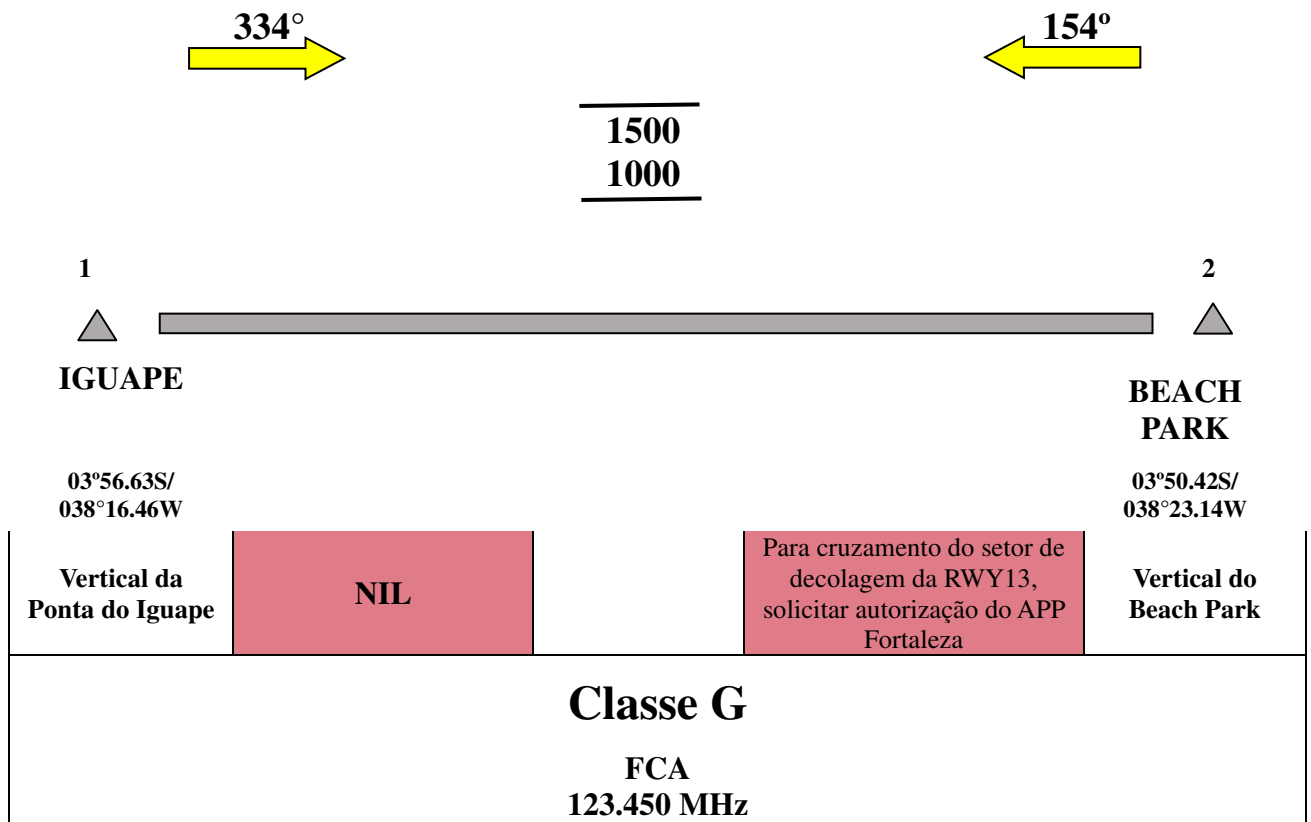 334°
154º
1500
1000
1
2
IGUAPE
BEACH
PARK
03º56.63S/
038°16.46W
03º50.42S/
038°23.14W
Vertical da
Ponta do Iguape
NIL
Para cruzamento do setor de
decolagem da RWY13,
solicitar autorização do APP
Fortaleza
Vertical do
Beach Park
Classe G
FCA
123.450 MHz